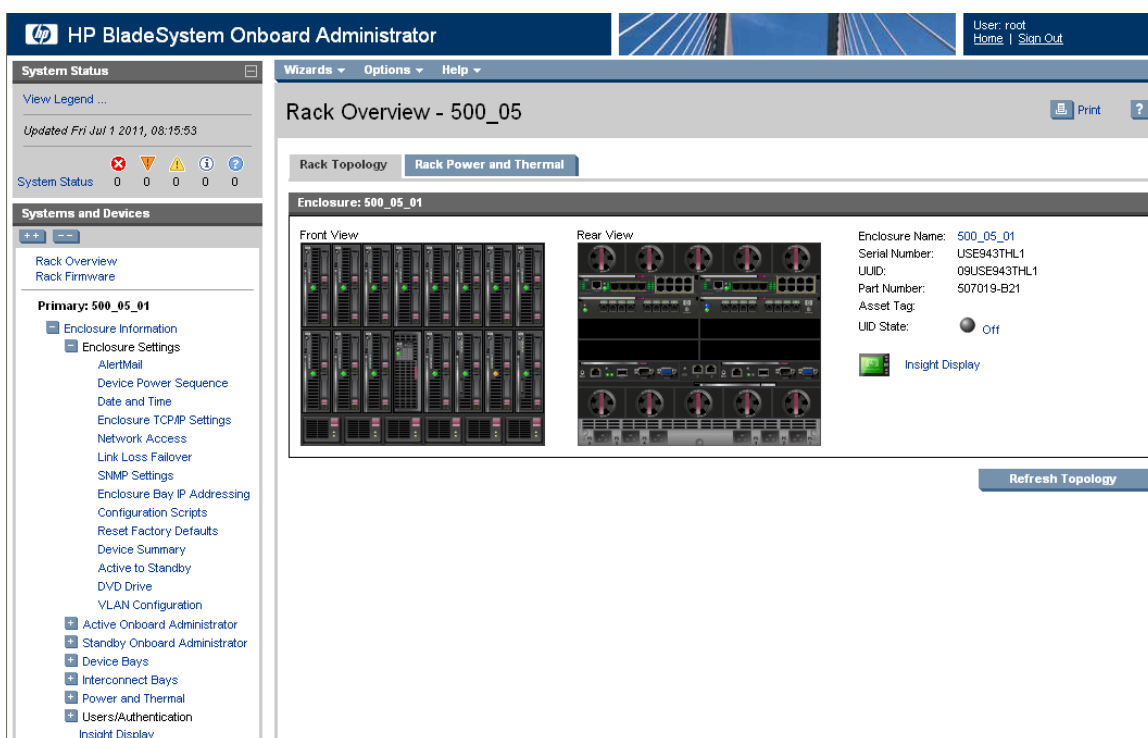 hp HP BladeSystem Onboard Administrator
User: root
Home | Sign Out
System Status
View Legend ...
Updated Fri Jul 1 2011, 08:15:53
System Status 0 0 0 0 0
Systems and Devices
Rack Overview
Rack Firmware
Primary: 500_05_01
Enclosure Information
Enclosure Settings
AlertMail
Device Power Sequence
Date and Time
Enclosure TCP/IP Settings
Network Access
Link Loss Failover
SNMP Settings
Enclosure Bay IP Addressing
Configuration Scripts
Reset Factory Defaults
Device Summary
Active to Standby
DVD Drive
VLAN Configuration
Active Onboard Administrator
Standby Onboard Administrator
Device Bays
Interconnect Bays
Power and Thermal
Users/Authentication
Insight Display
Wizards Options Help
Rack Overview - 500_05
Print ?
Rack Topology Rack Power and Thermal
Enclosure: 500_05_01
Front View
Rear View
Enclosure Name: 500_05_01
Serial Number: USE943THL1
UUID: 09USE943THL1
Part Number: 507019-B21
Asset Tag:
UID State: Off
Insight Display
Refresh Topology